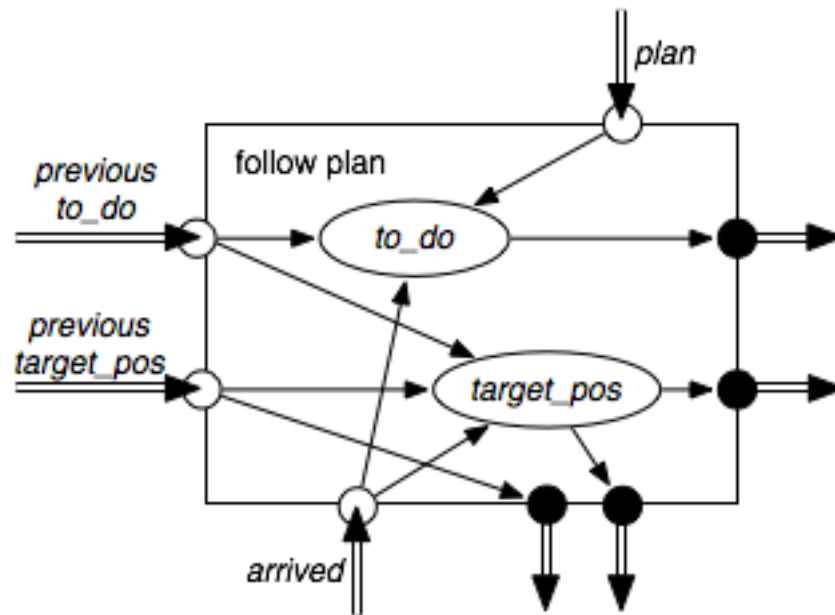 plan
follow plan
previous
to_do
to_do
previous
target_pos
target_pos
arrived